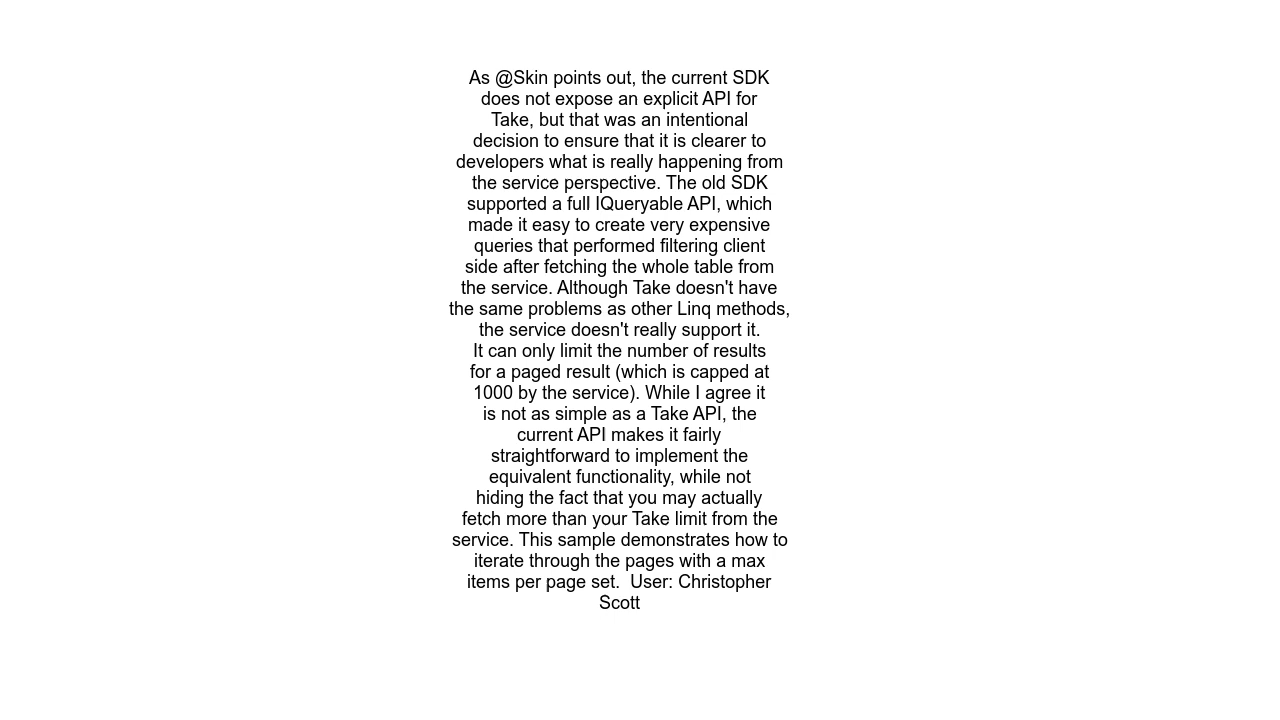 As @Skin points out, the current SDK
does not expose an explicit API for
Take, but that was an intentional
decision to ensure that it is clearer to
developers what is really happening from
the service perspective. The old SDK
supported a full IQueryable API, which
made it easy to create very expensive
queries that performed filtering client
side after fetching the whole table from
the service. Although Take doesn't have
the same problems as other Linq methods,
the service doesn't really support it.
It can only limit the number of results
for a paged result (which is capped at
1000 by the service). While I agree it
is not as simple as a Take API, the
current API makes it fairly
straightforward to implement the
equivalent functionality, while not
hiding the fact that you may actually
fetch more than your Take limit from the
service. This sample demonstrates how to
iterate through the pages with a max
items per page set.  User: Christopher
Scott